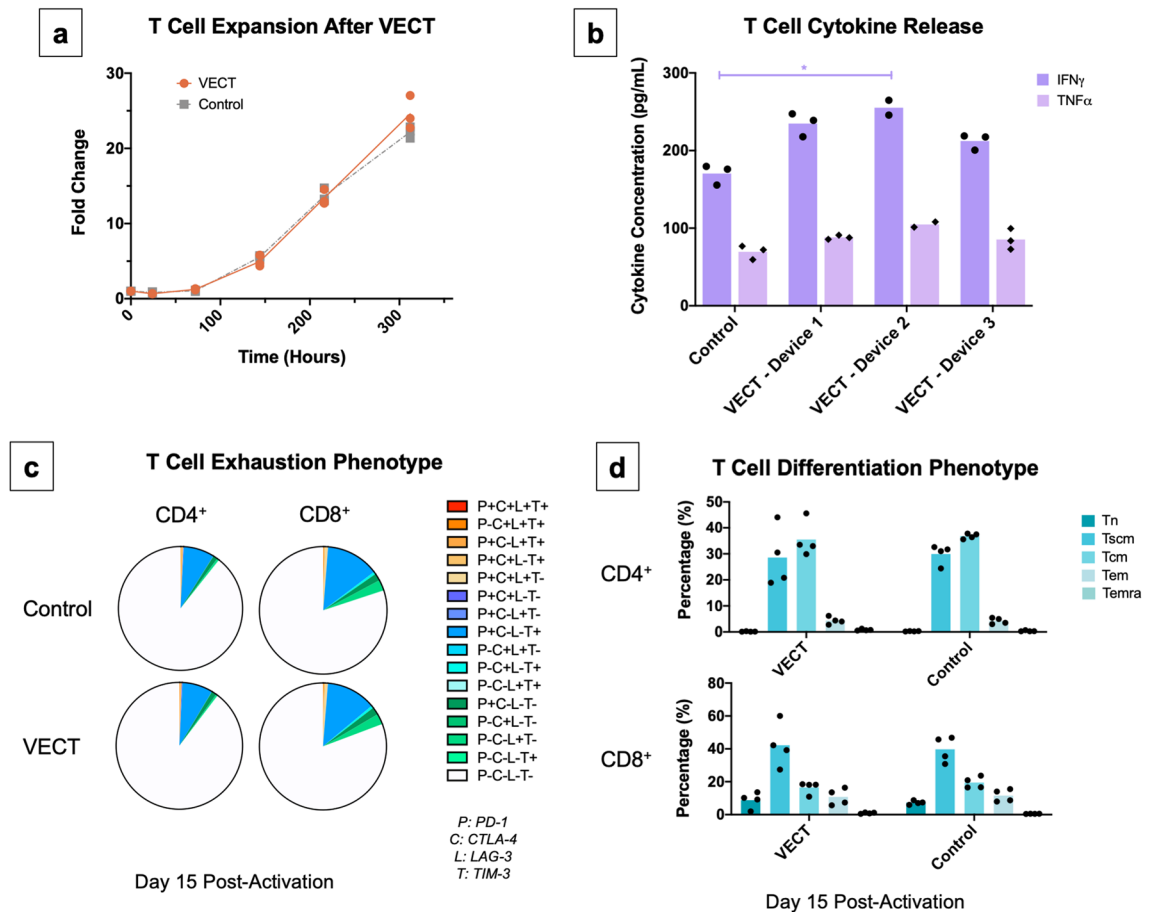 a
T Cell Expansion After VECT
30
20
10
0
Fold Change
VECT
Control
0
100
200
300
Time (Hours)
b
T Cell Cytokine Release
300
200
100
0
Cytokine Concentration (pg/mL)
*
IFNγ
TNFα
Control
VECT - Device 1
VECT - Device 2
VECT - Device 3
c
T Cell Exhaustion Phenotype
CD4+
CD8+
Control
VECT
P+C+L+T+
P-C+L+T+
P+C-L+T+
P+C+L-T+
P+C+L+T-
P+C+L-T-
P+C-L+T-
P+C-L-T+
P-C+L+T-
P-C+L-T+
P-C-L+T+
P+C-L-T-
P-C+L-T-
P-C-L+T-
P-C-L-T+
P-C-L-T-
P: PD-1
C: CTLA-4
L: LAG-3
T: TIM-3
Day 15 Post-Activation
d
T Cell Differentiation Phenotype
CD4+
50
40
30
20
10
0
Percentage (%)
VECT
Control
Tn
Tscm
Tcm
Tem
Temra
CD8+
80
60
40
20
0
Percentage (%)
VECT
Control
Day 15 Post-Activation